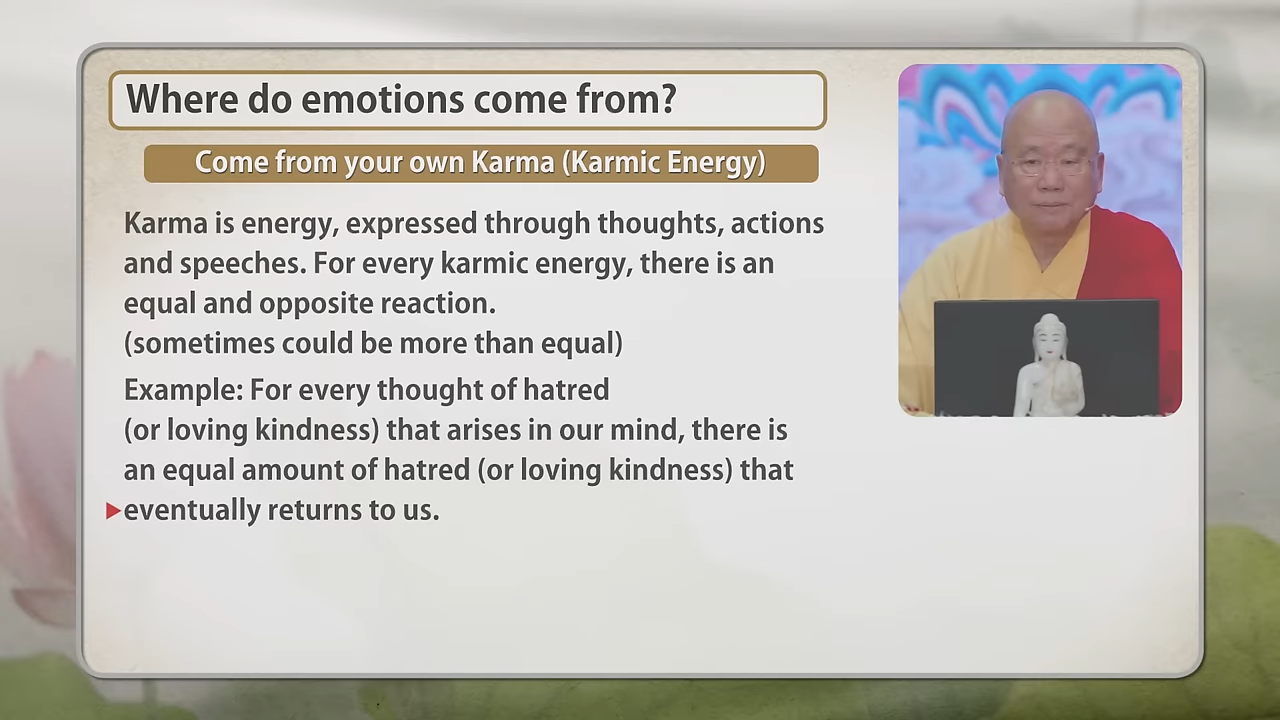 Where do emotions come from?
Come from your own Karma (Karmic Energy)
Karma is energy, expressed through thoughts, actions
and speeches. For every karmic energy, there is an
equal and opposite reaction.
(sometimes could be more than equal)
Example: For every thought of hatred
(or loving kindness) that arises in our mind, there is
an equal amount of hatred (or loving kindness) that
eventually returns to us.